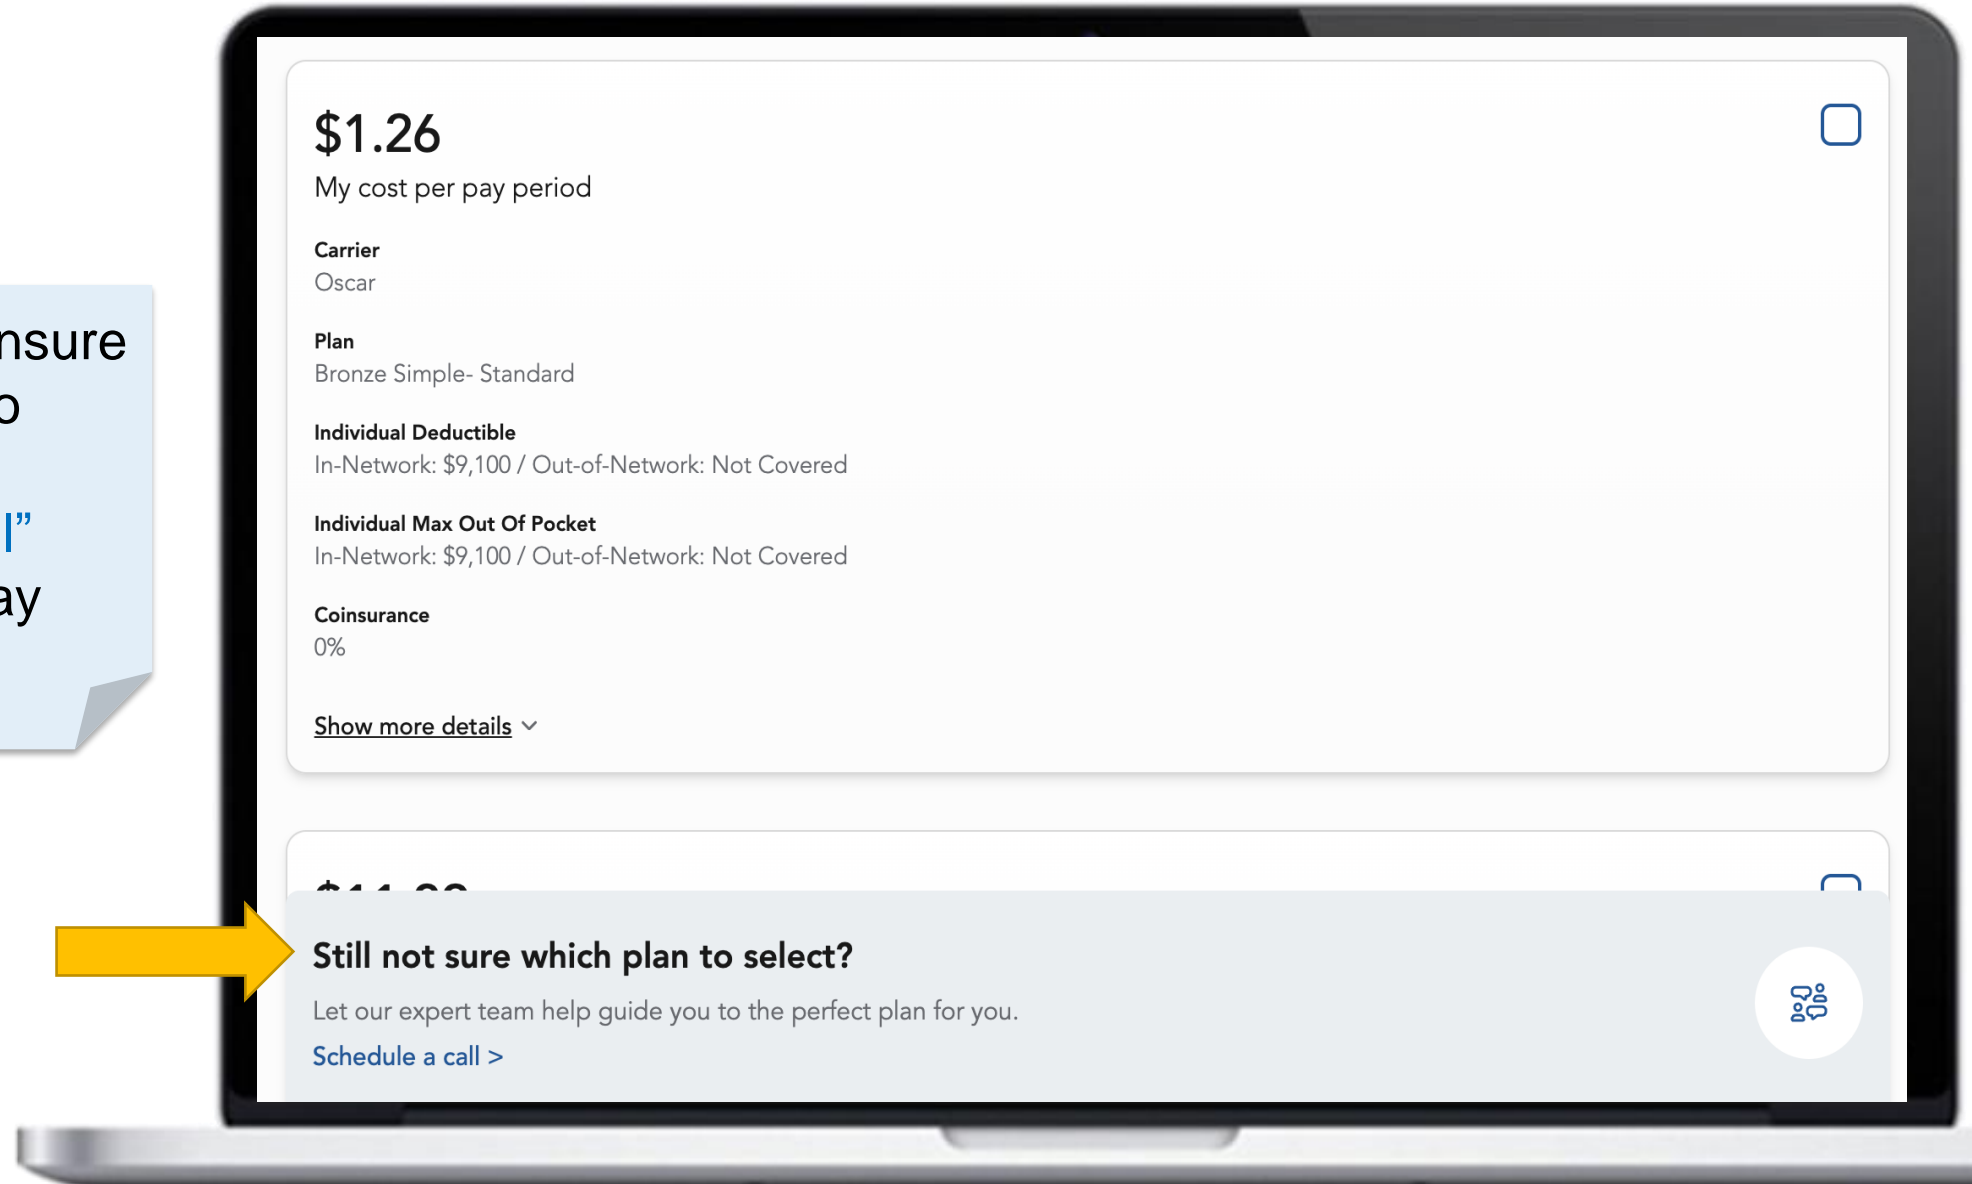 $1.26
My cost per pay period
Carrier
Oscar
Plan
Bronze Simple- Standard
Individual Deductible
In-Network: $9,100 / Out-of-Network: Not Covered
Individual Max Out Of Pocket
In-Network: $9,100 / Out-of-Network: Not Covered
Coinsurance
0%
Show more details
Still not sure which plan to select?
Let our expert team help guide you to the perfect plan for you.
Schedule a call >